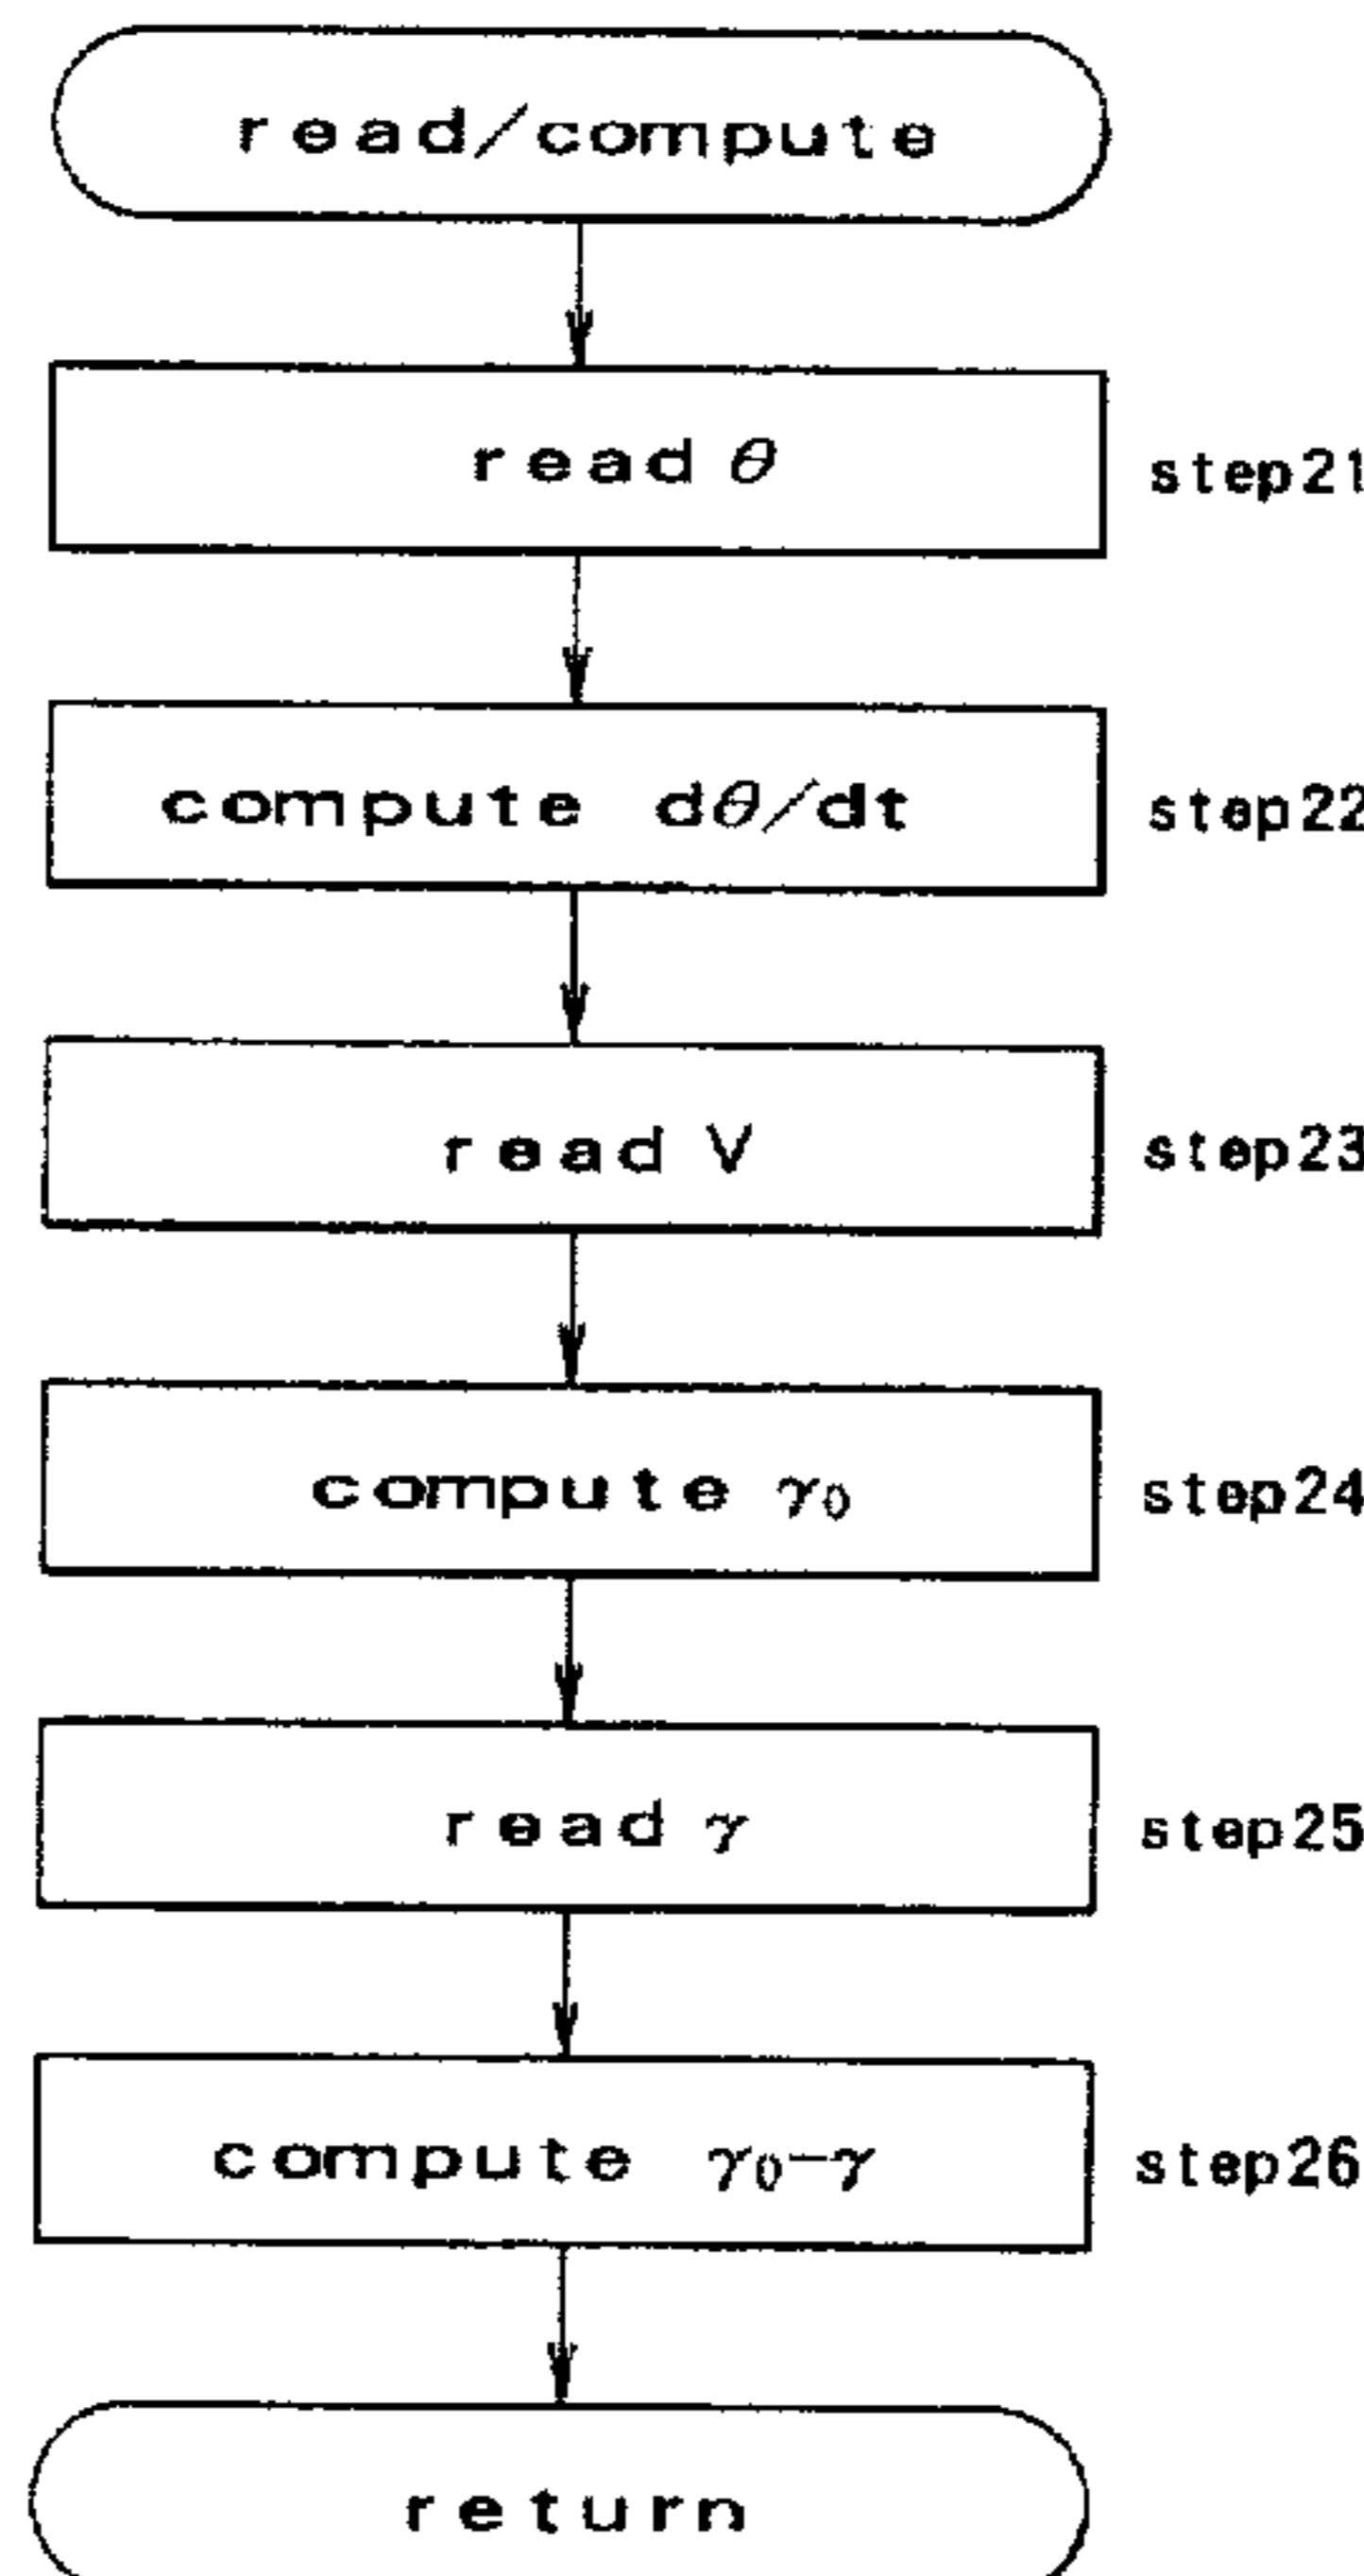 read/compute
read θ step21
compute dθ/dt step22
read V step23
compute γ₀ step24
read γ step25
compute γ₀−γ step26
return